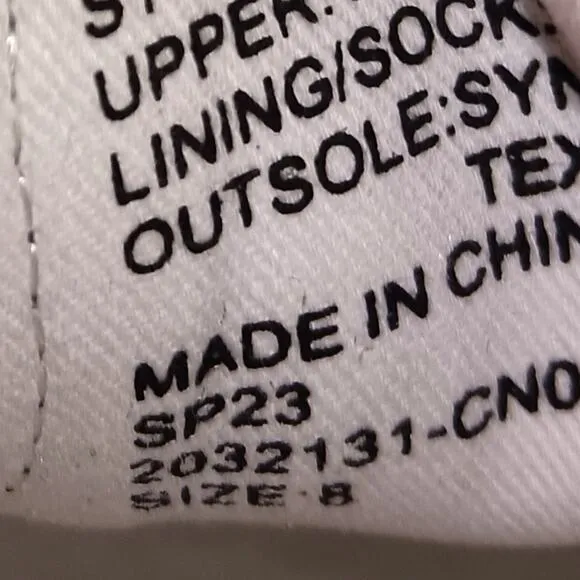 UPPER:
LINING/SOCK:
OUTSOLE:SYN
TEX
MADE IN CHIN
SP23
2032131-CN0
SIZE 8